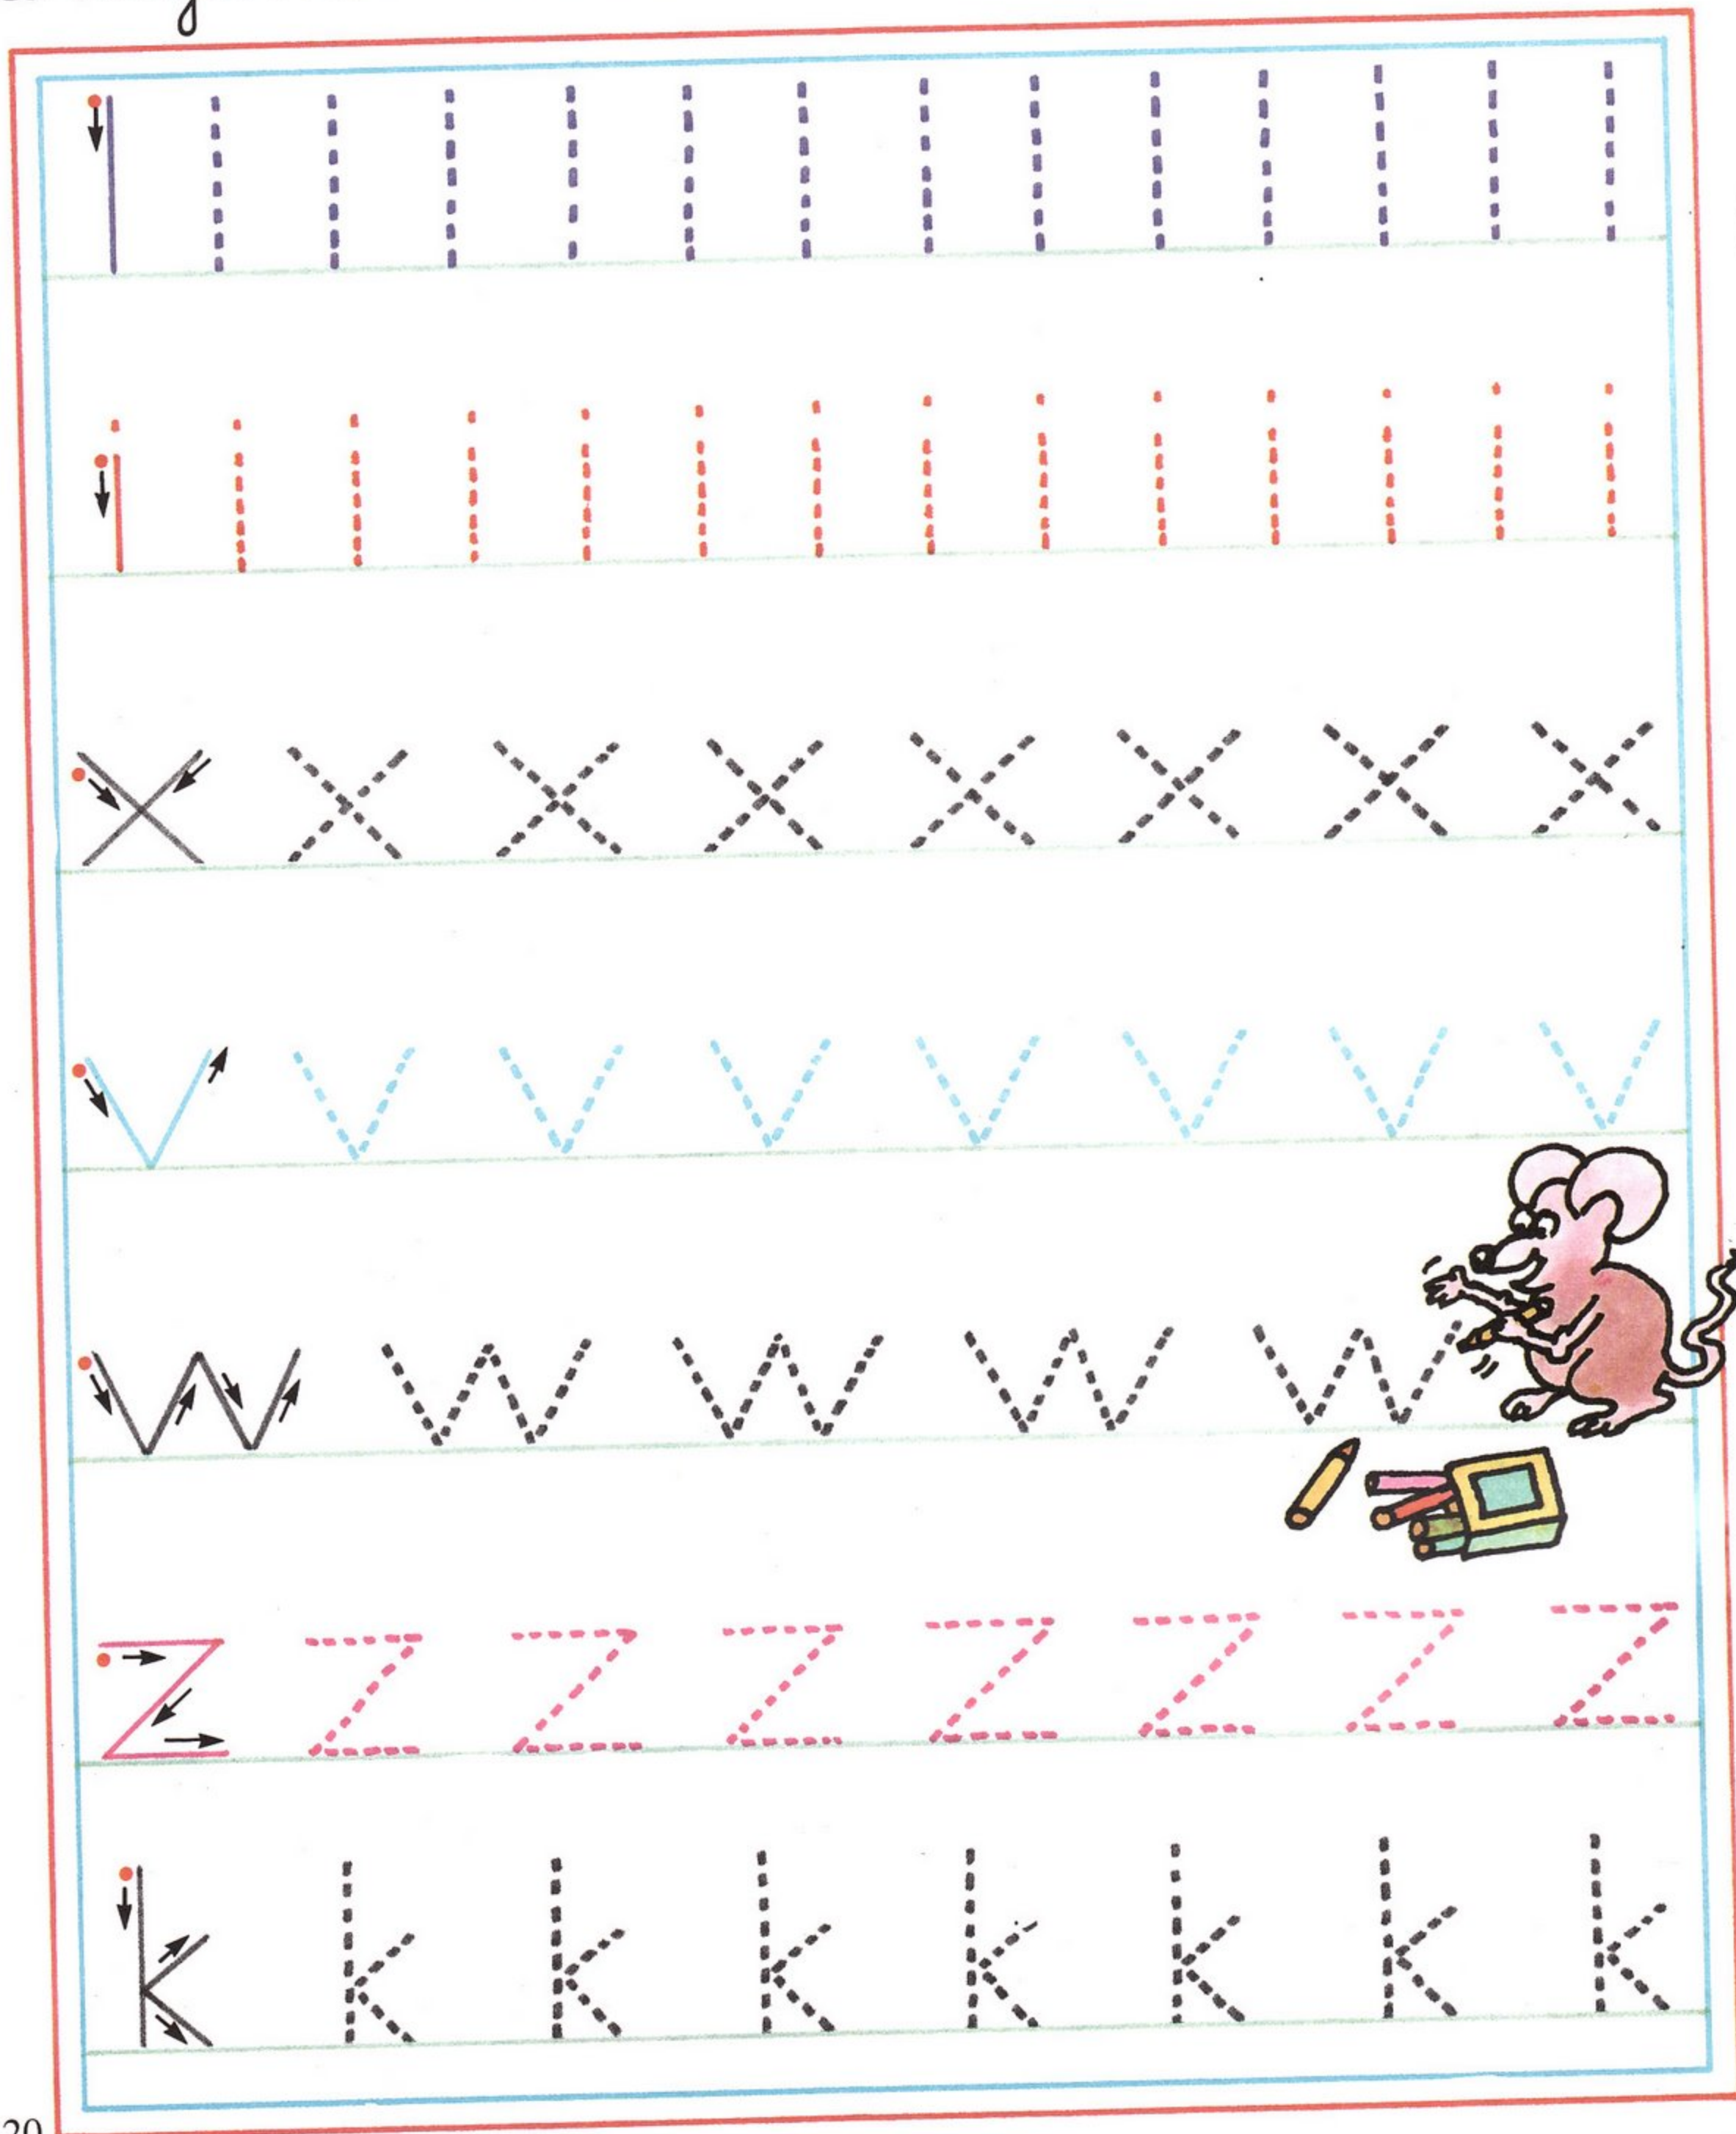 l l l l l l l l l l l l l l
i i i i i i i i i i i i i i
x x x x x x x x
v v v v v v v v
w w w w w
z z z z z z z z
k k k k k k k k
20